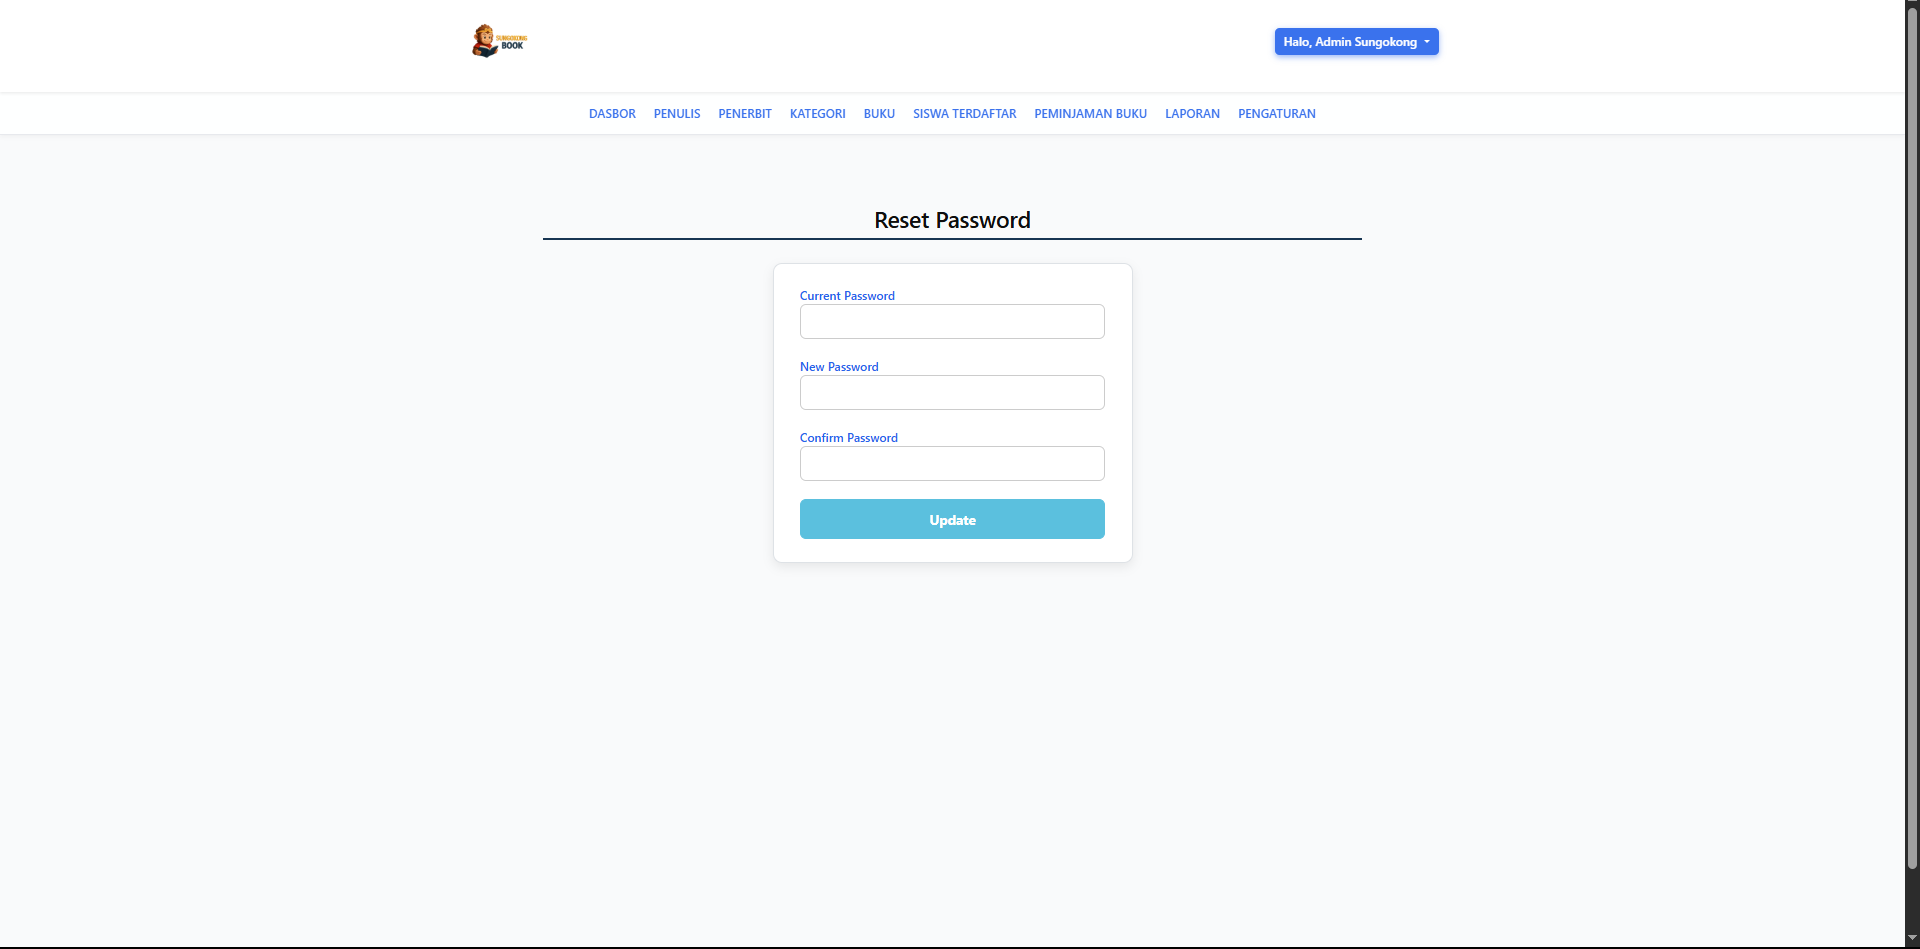 SUNGOKONG
BOOK
Halo, Admin Sungokong
DASBOR PENULIS PENERBIT KATEGORI BUKU SISWA TERDAFTAR PEMINJAMAN BUKU LAPORAN PENGATURAN
Reset Password
Current Password
New Password
Confirm Password
Update